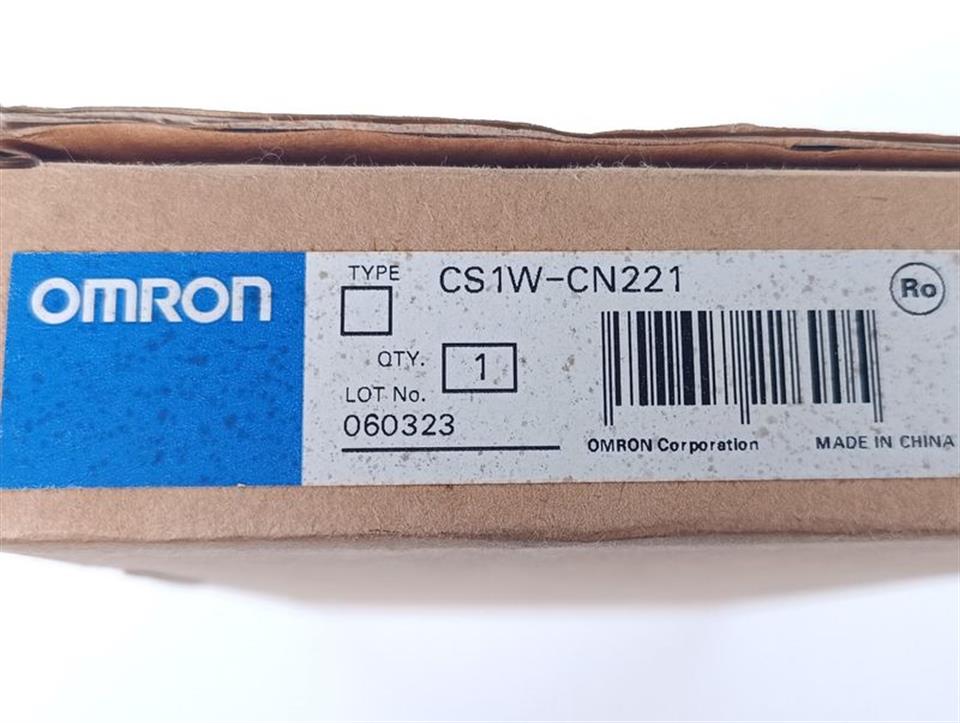 OMRON
TYPE CS1W-CN221
Ro
QTY. 1
LOT No.
060323
OMRON Corporation MADE IN CHINA